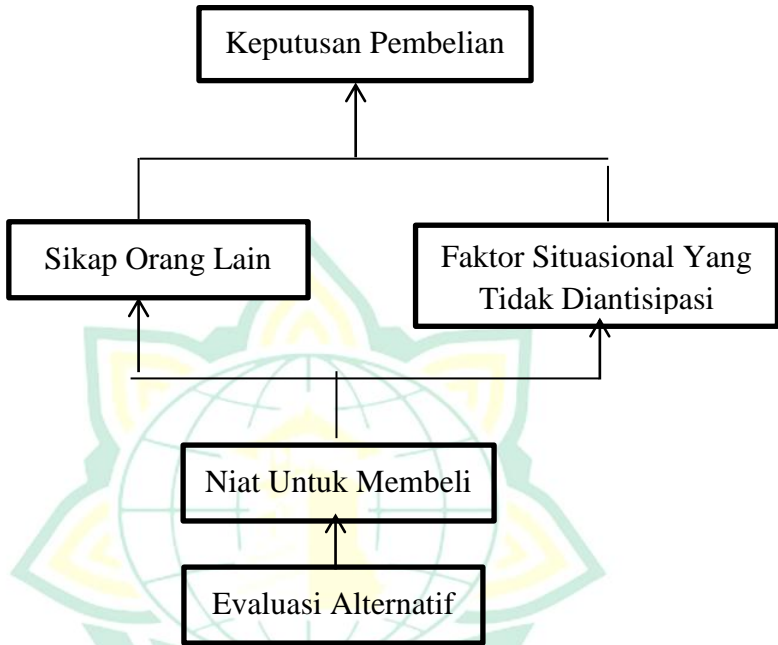 Keputusan Pembelian
Sikap Orang Lain
Faktor Situasional Yang
Tidak Diantisipasi
Niat Untuk Membeli
Evaluasi Alternatif